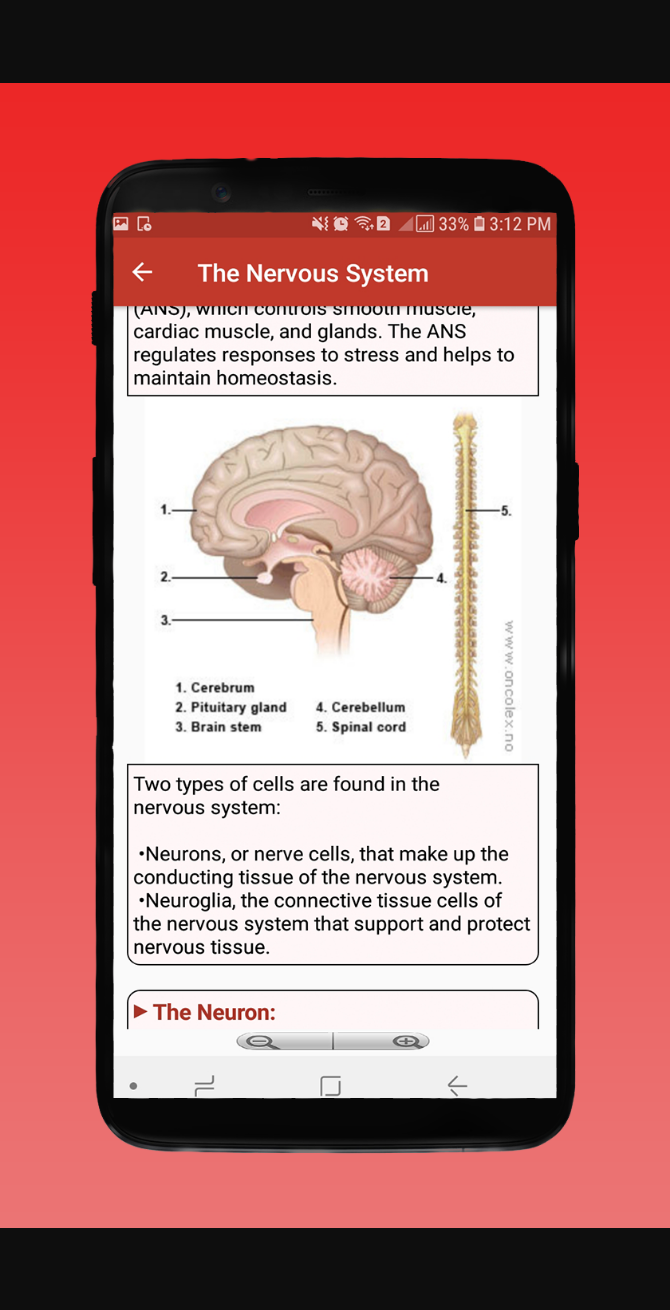 33% 3:12 PM
The Nervous System
(ANS), which controls smooth muscle,
cardiac muscle, and glands. The ANS
regulates responses to stress and helps to
maintain homeostasis.
1.
5.
2.
4.
3.
www.oncolex.no
1. Cerebrum
2. Pituitary gland 4. Cerebellum
3. Brain stem 5. Spinal cord
Two types of cells are found in the
nervous system:
•Neurons, or nerve cells, that make up the
conducting tissue of the nervous system.
•Neuroglia, the connective tissue cells of
the nervous system that support and protect
nervous tissue.
► The Neuron: